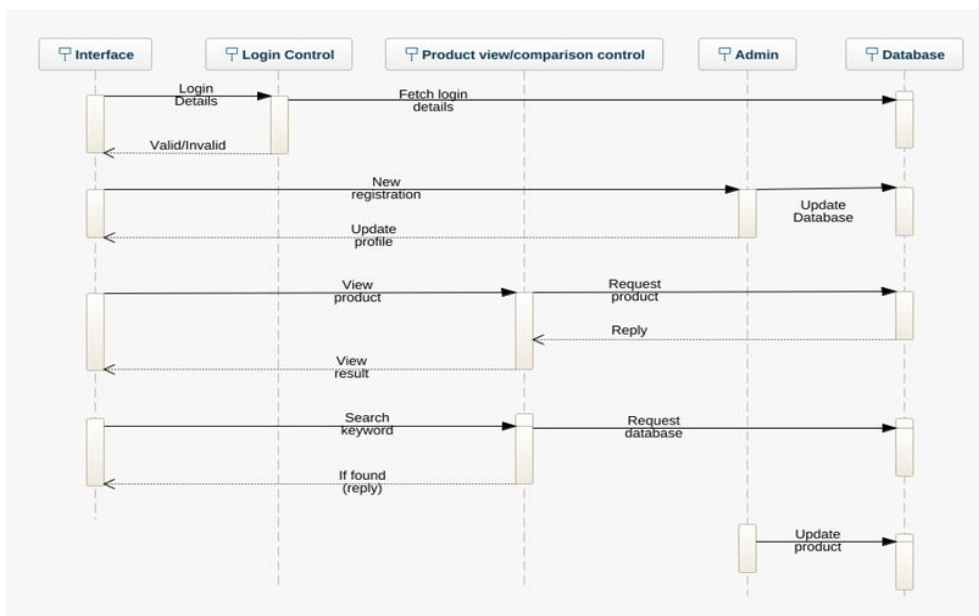 Interface
Login Control
Product view/comparison control
Admin
Database
Login
Details
Fetch login
details
Valid/Invalid
New
registration
Update
Database
Update
profile
View
product
Request
product
Reply
View
result
Search
keyword
Request
database
If found
(reply)
Update
product